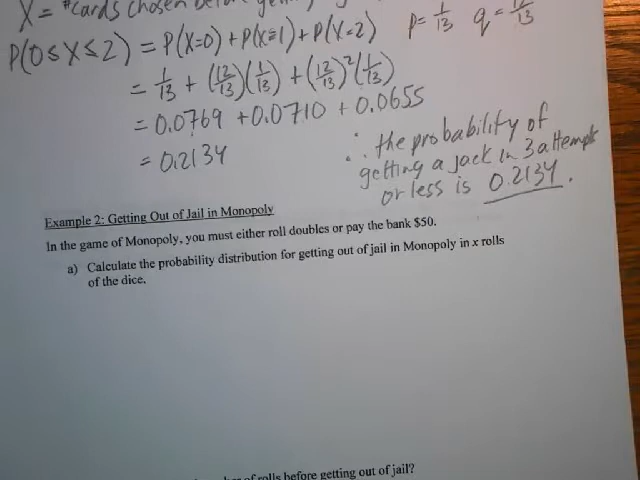 X = #cards chosen before getting
P(0≤X≤2) = P(X=0) + P(X=1) + P(X=2) p= 1/13 q= 12/13
= 1/13 + (12/13)(1/13) + (12/13)²(1/13)
= 0.0769 + 0.0710 + 0.0655
= 0.2134
∴ the probability of
getting a jack in 3 attempts
or less is 0.2134.
Example 2: Getting Out of Jail in Monopoly
In the game of Monopoly, you must either roll doubles or pay the bank $50.
a) Calculate the probability distribution for getting out of jail in Monopoly in x rolls
of the dice.
of rolls before getting out of jail?